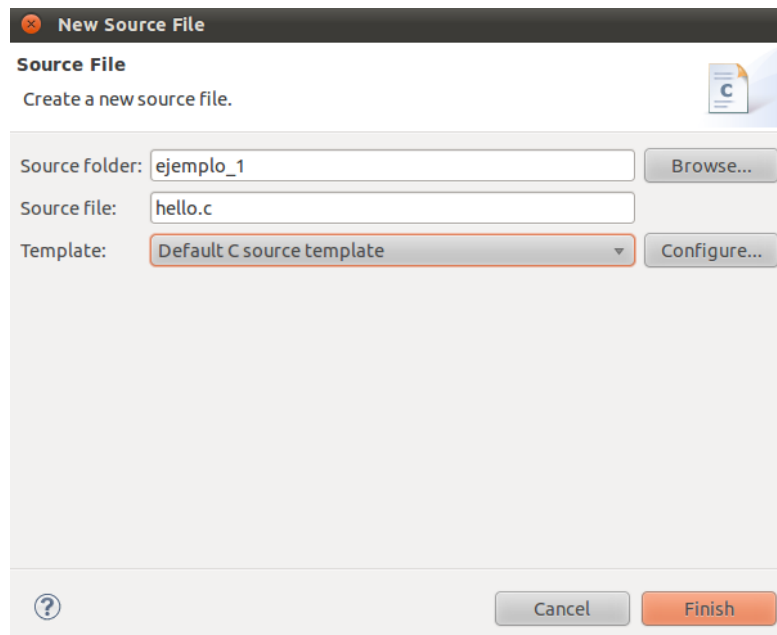 New Source File
Source File
Create a new source file.
C
Source folder: ejemplo_1 Browse...
Source file: hello.c
Template: Default C source template Configure...
? Cancel Finish